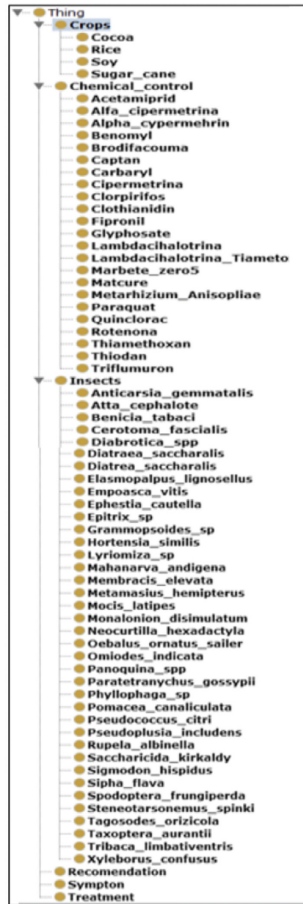 Thing
Crops
Cocoa
Rice
Soy
Sugar_cane
Chemical_control
Acetamiprid
Alfa_cipermetrina
Alpha_cypermehrin
Benomyl
Brodifacouma
Captan
Carbaryl
Cipermetrina
Clorpirifos
Clothianidin
Fipronil
Glyphosate
Lambdacihalotrina
Lambdacihalotrina_Tiameto
Marbete_zero5
Matcure
Metarhizium_Anisopliae
Paraquat
Quinclorac
Rotenona
Thiamethoxan
Thiodan
Triflumuron
Insects
Anticarsia_gemmatalis
Atta_cephalote
Benicia_tabaci
Cerotoma_fascialis
Diabrotica_spp
Diatraea_saccharalis
Diatrea_saccharalis
Elasmopalpus_lignosellus
Empoasca_vitis
Ephestia_cautella
Epitrix_sp
Grammopsoides_sp
Hortensia_similis
Lyriomiza_sp
Mahanarva_andigena
Membracis_elevata
Metamasius_hemipterus
Mocis_latipes
Monalonion_disimulatum
Neocurtilla_hexadactyla
Oebalus_ornatus_sailer
Omiodes_indicata
Panoquina_spp
Paratetranychus_gossypii
Phyllophaga_sp
Pomacea_canaliculata
Pseudococcus_citri
Pseudoplusia_includens
Rupela_albinella
Saccharicida_kirkaldy
Sigmodon_hispidus
Sipha_flava
Spodoptera_frungiperda
Steneotarsonemus_spinki
Tagosodes_orizicola
Taxoptera_aurantii
Tribaca_limbativentris
Xyleborus_confusus
Recomendation
Sympton
Treatment